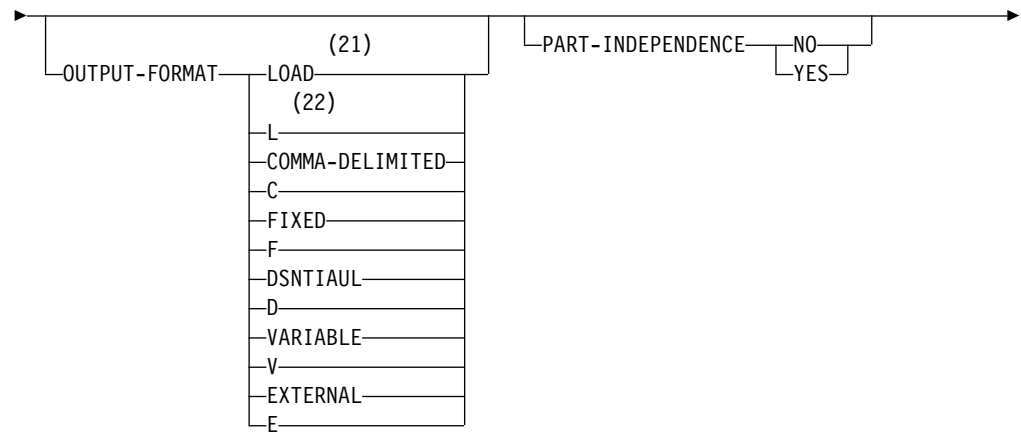 (21)
PART-INDEPENDENCE NO
OUTPUT-FORMAT LOAD
YES
(22)
L
COMMA-DELIMITED
C
FIXED
F
DSNTIAUL
D
VARIABLE
V
EXTERNAL
E